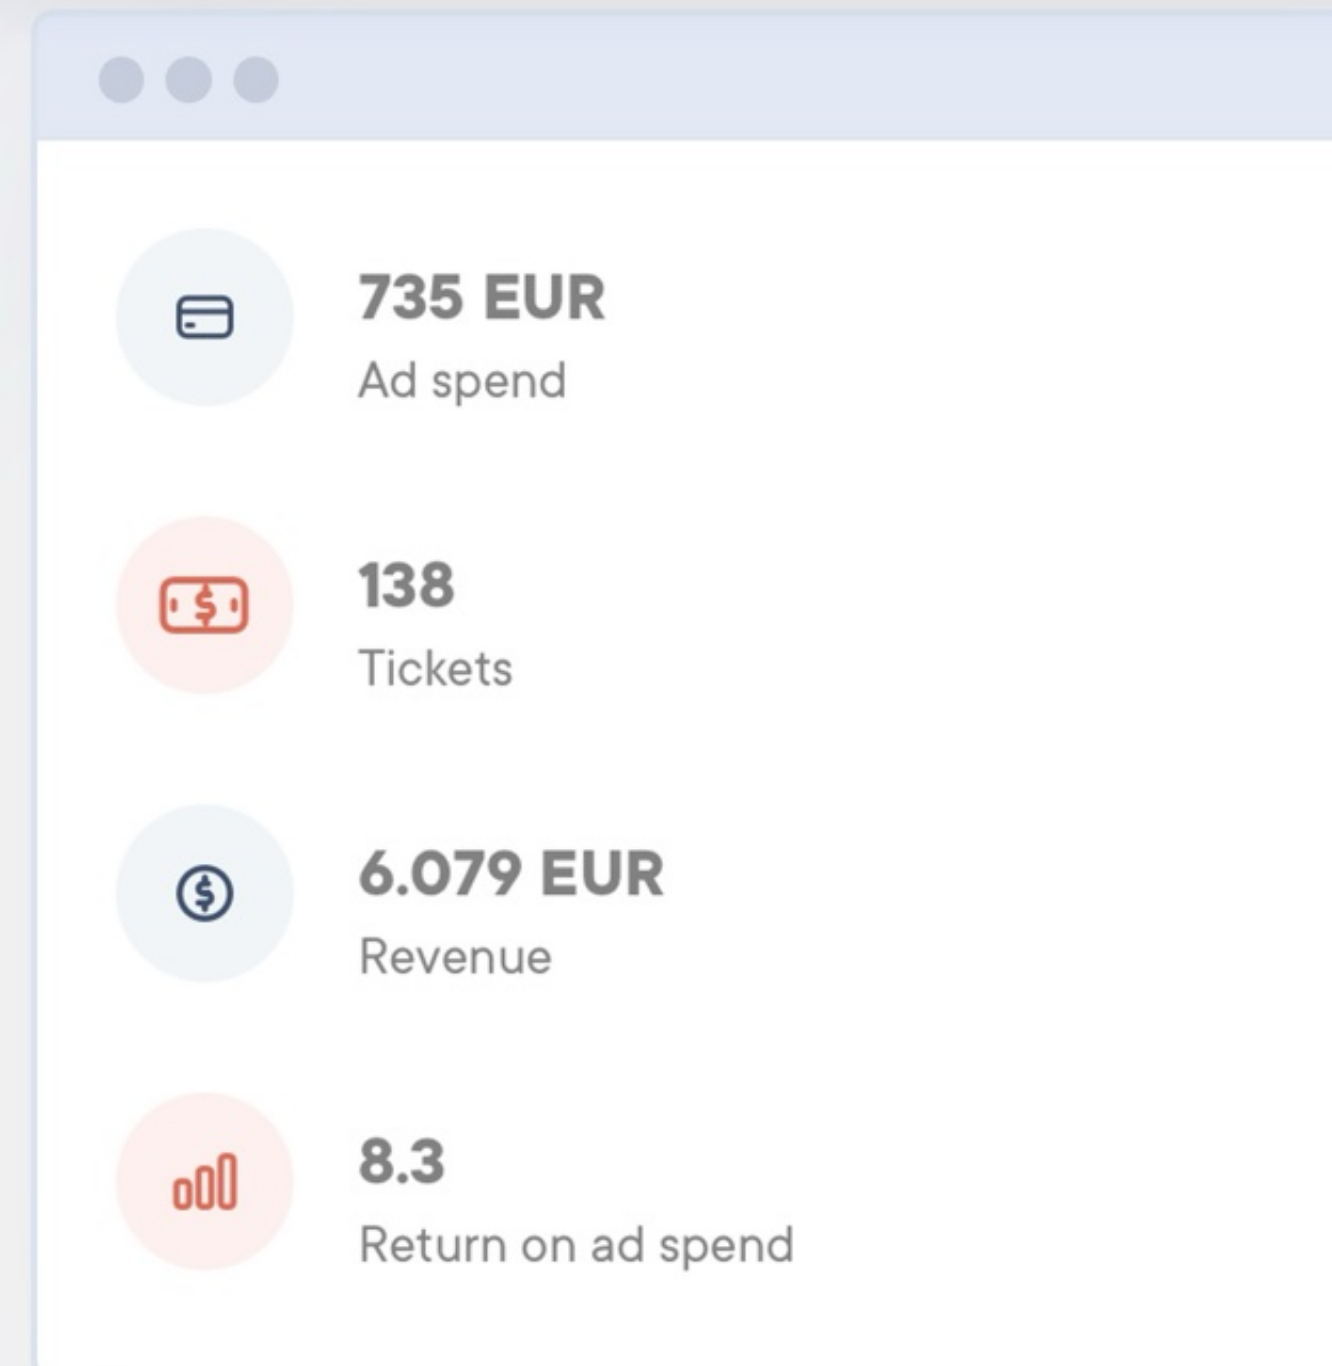 735 EUR
Ad spend
138
Tickets
6.079 EUR
Revenue
8.3
Return on ad spend